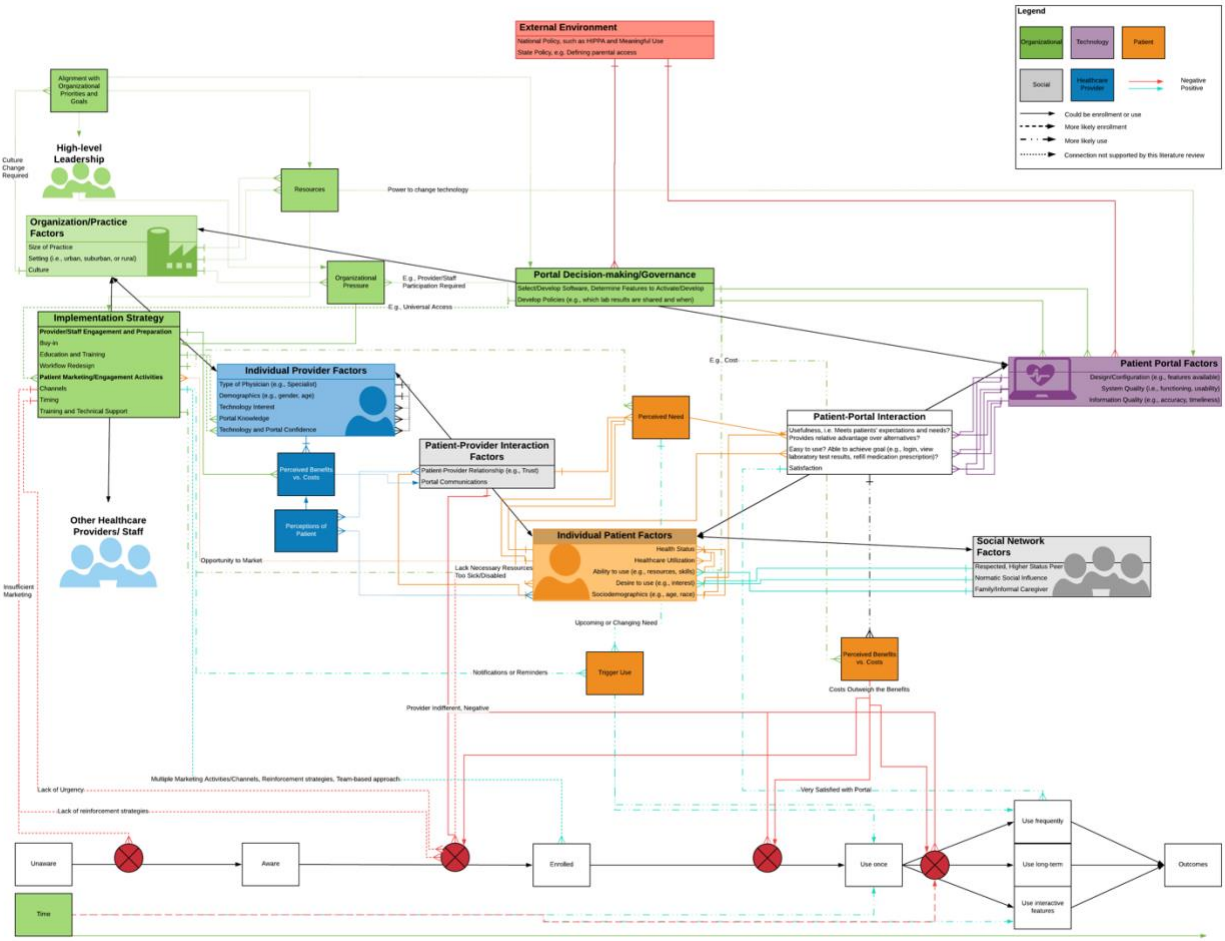 External Environment
National Policy, such as HIPPA and Meaningful Use
State Policy, e.g. Defining parental access
Legend
Organizational
Technology
Patient
Social
Healthcare
Provider
Negative
Positive
Could be enrollment or use
More likely enrollment
More likely use
Connection not supported by this literature review
Alignment with
Organizational
Priorities and
Goals
High-level
Leadership
Culture
Change
Required
Resources
Power to change technology
Organization/Practice
Factors
Size of Practice
Setting (i.e., urban, suburban, or rural)
Culture
Organizational
Pressure
E.g., Provider/Staff
Participation Required
E.g., Universal Access
Portal Decision-making/Governance
Select/Develop Software, Determine Features to Activate/Develop
Develop Policies (e.g., which lab results are shared and when)
Implementation Strategy
Provider/Staff Engagement and Preparation
Buy-in
Education and Training
Workflow Redesign
Patient Marketing/Engagement Activities
Channels
Timing
Training and Technical Support
Individual Provider Factors
Type of Physician (e.g., Specialist)
Demographics (e.g., gender, age)
Technology Interest
Portal Knowledge
Technology and Portal Confidence
E.g., Cost
Patient Portal Factors
Design/Configuration (e.g., features available)
System Quality (i.e., functioning, usability)
Information Quality (e.g., accuracy, timeliness)
Perceived Need
Patient-Portal Interaction
Usefulness, i.e. Meets patients' expectations and needs?
Provides relative advantage over alternatives?
Easy to use? Able to achieve goal (e.g., login, view
laboratory test results, refill medication prescription)?
Satisfaction
Patient-Provider Interaction
Factors
Patient-Provider Relationship (e.g., Trust)
Portal Communications
Perceived Benefits
vs. Costs
Perceptions of
Patient
Other Healthcare
Providers/ Staff
Opportunity to Market
Lack Necessary Resources
Too Sick/Disabled
Individual Patient Factors
Health Status
Healthcare Utilization
Ability to use (e.g., resources, skills)
Desire to use (e.g., interest)
Sociodemographics (e.g., age, race)
Social Network
Factors
Respected, Higher Status Peer
Normatic Social Influence
Family/Informal Caregiver
Insufficient
Marketing
Upcoming or Changing Need
Notifications or Reminders
Trigger Use
Perceived Benefits
vs. Costs
Costs Outweigh the Benefits
Provider Indifferent, Negative
Multiple Marketing Activities/Channels, Reinforcement strategies, Team-based approach
Lack of Urgency
Very Satisfied with Portal
Lack of reinforcement strategies
Unaware
Aware
Enrolled
Use once
Use frequently
Use long-term
Use interactive
features
Outcomes
Time